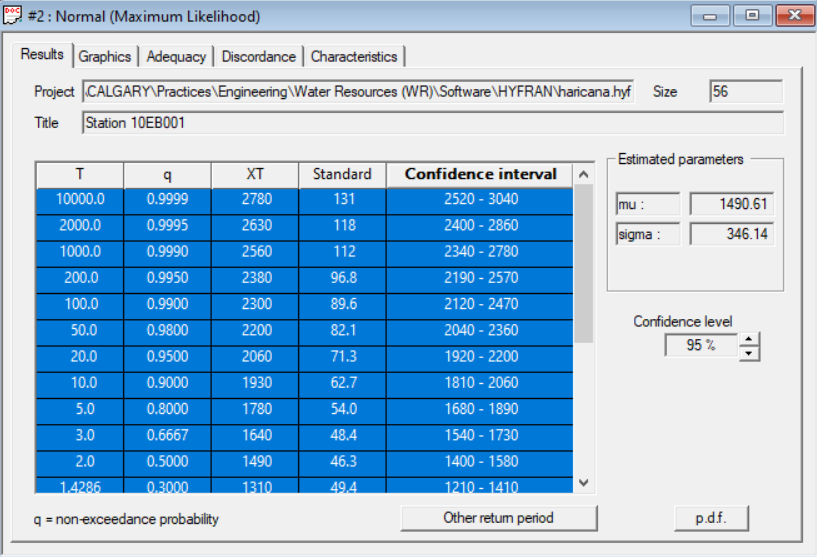 #2 : Normal (Maximum Likelihood)
Results Graphics Adequacy Discordance Characteristics
Project .CALGARY\Practices\Engineering\Water Resources (WR)\Software\HYFRAN\haricana.hyf Size 56
Title Station 10EB001
T q XT Standard Confidence interval
10000.0 0.9999 2780 131 2520 - 3040
2000.0 0.9995 2630 118 2400 - 2860
1000.0 0.9990 2560 112 2340 - 2780
200.0 0.9950 2380 96.8 2190 - 2570
100.0 0.9900 2300 89.6 2120 - 2470
50.0 0.9800 2200 82.1 2040 - 2360
20.0 0.9500 2060 71.3 1920 - 2200
10.0 0.9000 1930 62.7 1810 - 2060
5.0 0.8000 1780 54.0 1680 - 1890
3.0 0.6667 1640 48.4 1540 - 1730
2.0 0.5000 1490 46.3 1400 - 1580
1.4286 0.3000 1310 49.4 1210 - 1410
Estimated parameters
mu : 1490.61
sigma : 346.14
Confidence level
95 %
q = non-exceedance probability
Other return period
p.d.f.